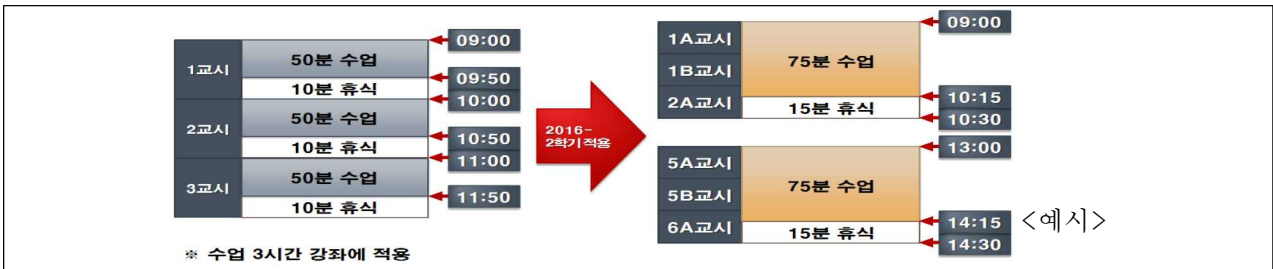 09:00
1교시
50분 수업
09:50
10분 휴식
10:00
2교시
50분 수업
10:50
10분 휴식
11:00
3교시
50분 수업
11:50
10분 휴식
※ 수업 3시간 강좌에 적용
2016-
2학기적용
09:00
1A교시
1B교시
75분 수업
2A교시
10:15
15분 휴식
10:30
13:00
5A교시
5B교시
75분 수업
6A교시
14:15
15분 휴식
14:30
<예시>